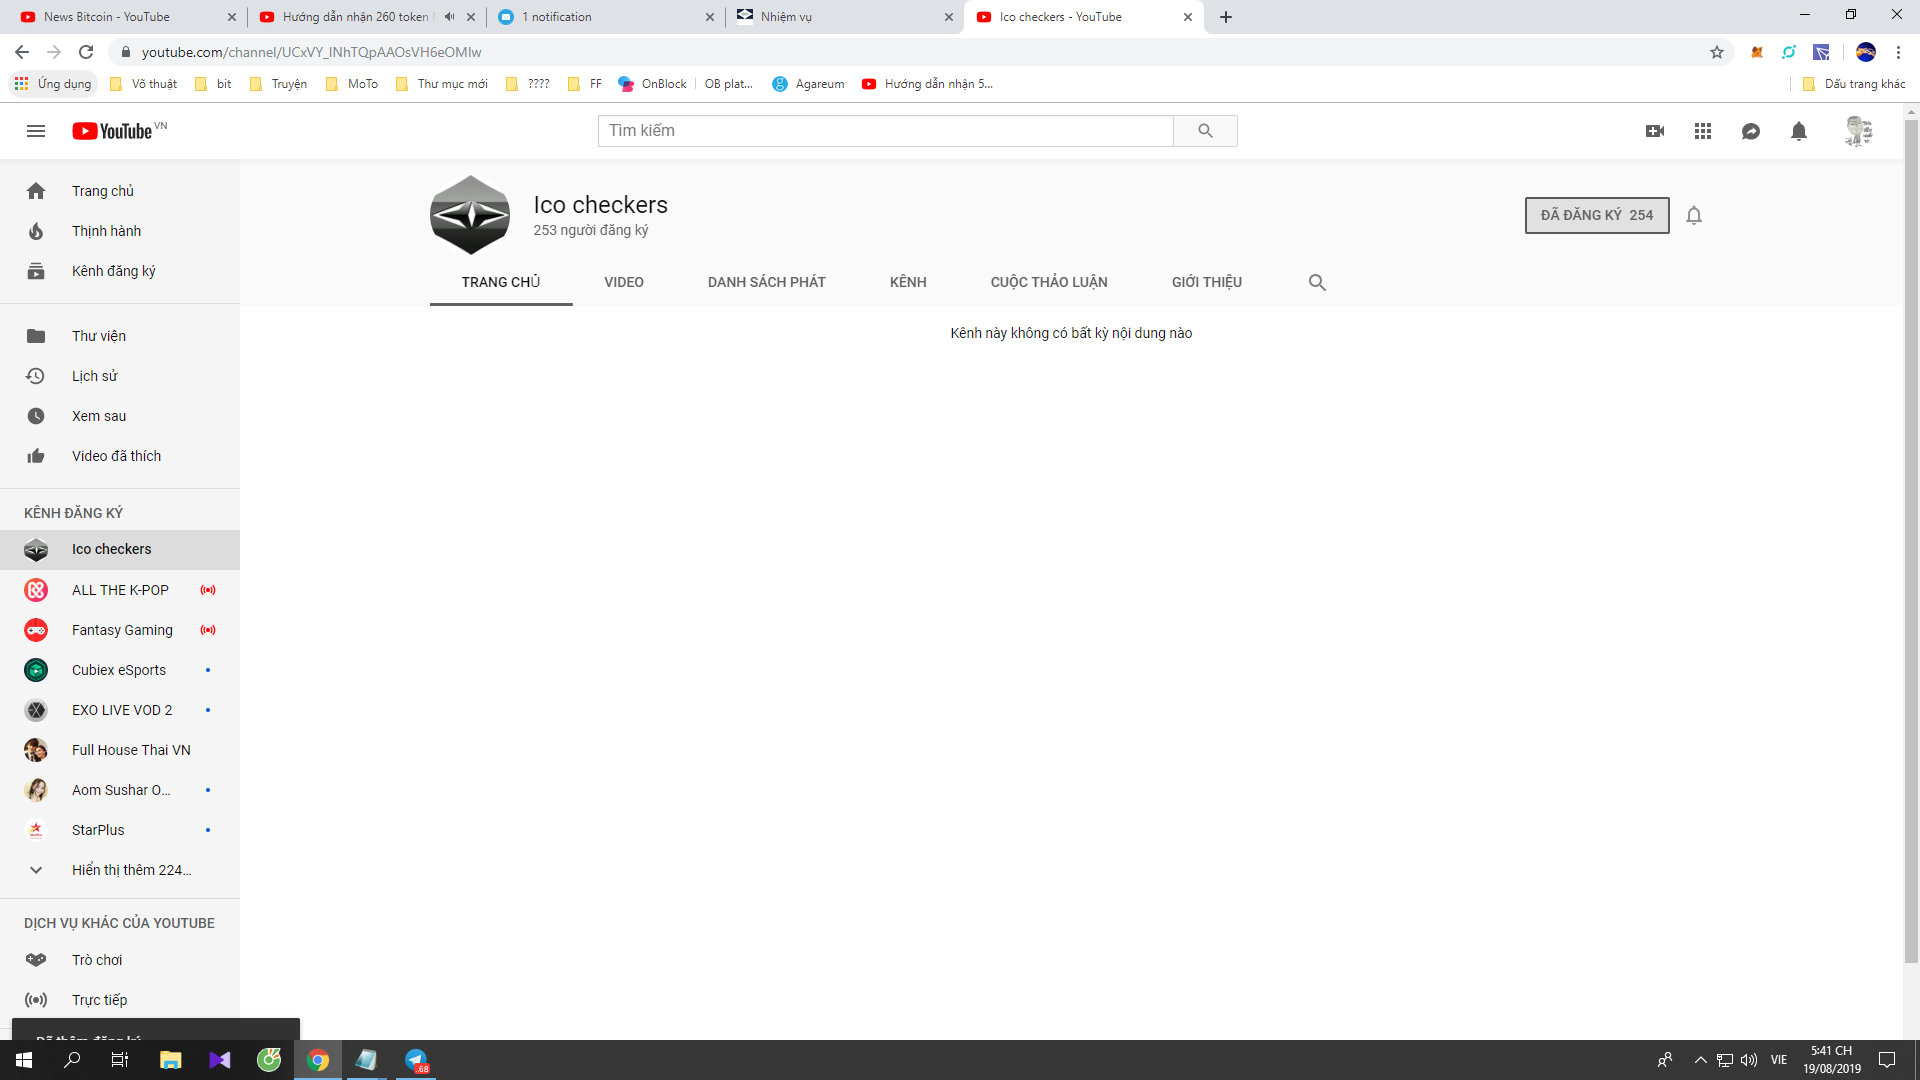 News Bitcoin - YouTube
Hướng dẫn nhận 260 token
1 notification
Nhiệm vụ
Ico checkers - YouTube
youtube.com/channel/UCxVY_lNhTQpAAOsVH6eOMIw
Ứng dụng
Võ thuật
bit
Truyện
MoTo
Thư mục mới
????
FF
OnBlock
OB plat...
Agareum
Hướng dẫn nhận 5...
Dấu trang khác
YouTube VN
Tìm kiếm
Trang chủ
Thịnh hành
Kênh đăng ký
Thư viện
Lịch sử
Xem sau
Video đã thích
KÊNH ĐĂNG KÝ
Ico checkers
ALL THE K-POP
Fantasy Gaming
Cubiex eSports
EXO LIVE VOD 2
Full House Thai VN
Aom Sushar O...
StarPlus
Hiển thị thêm 224...
DỊCH VỤ KHÁC CỦA YOUTUBE
Trò chơi
Trực tiếp
Đã thêm đăng ký
Ico checkers
253 người đăng ký
ĐÃ ĐĂNG KÝ 254
TRANG CHỦ
VIDEO
DANH SÁCH PHÁT
KÊNH
CUỘC THẢO LUẬN
GIỚI THIỆU
Kênh này không có bất kỳ nội dung nào
.68
VIE
5:41 CH
19/08/2019